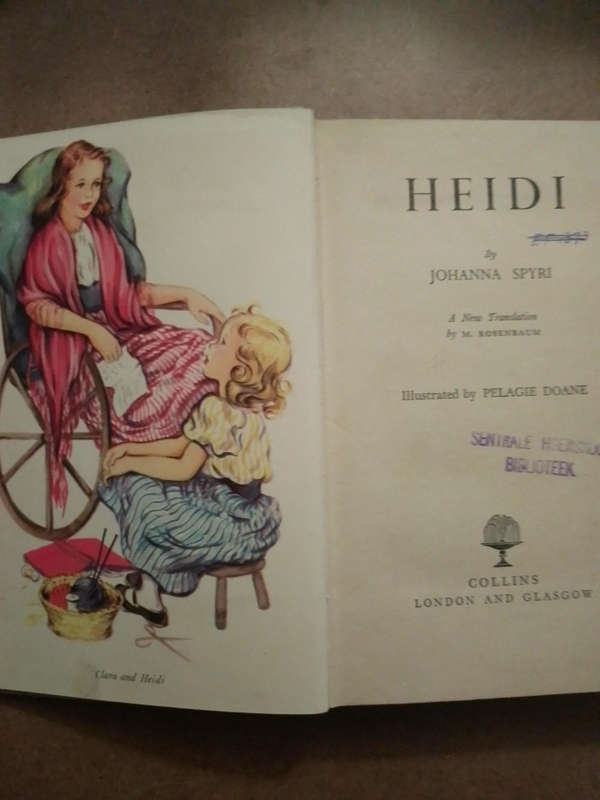 Clara and Heidi
HEIDI
by
JOHANNA SPYRI
A New Translation
by M. ROSENBAUM
Illustrated by PELAGIE DOANE
SENTRALE
BIBLIOTEEK
COLLINS
LONDON AND GLASGOW